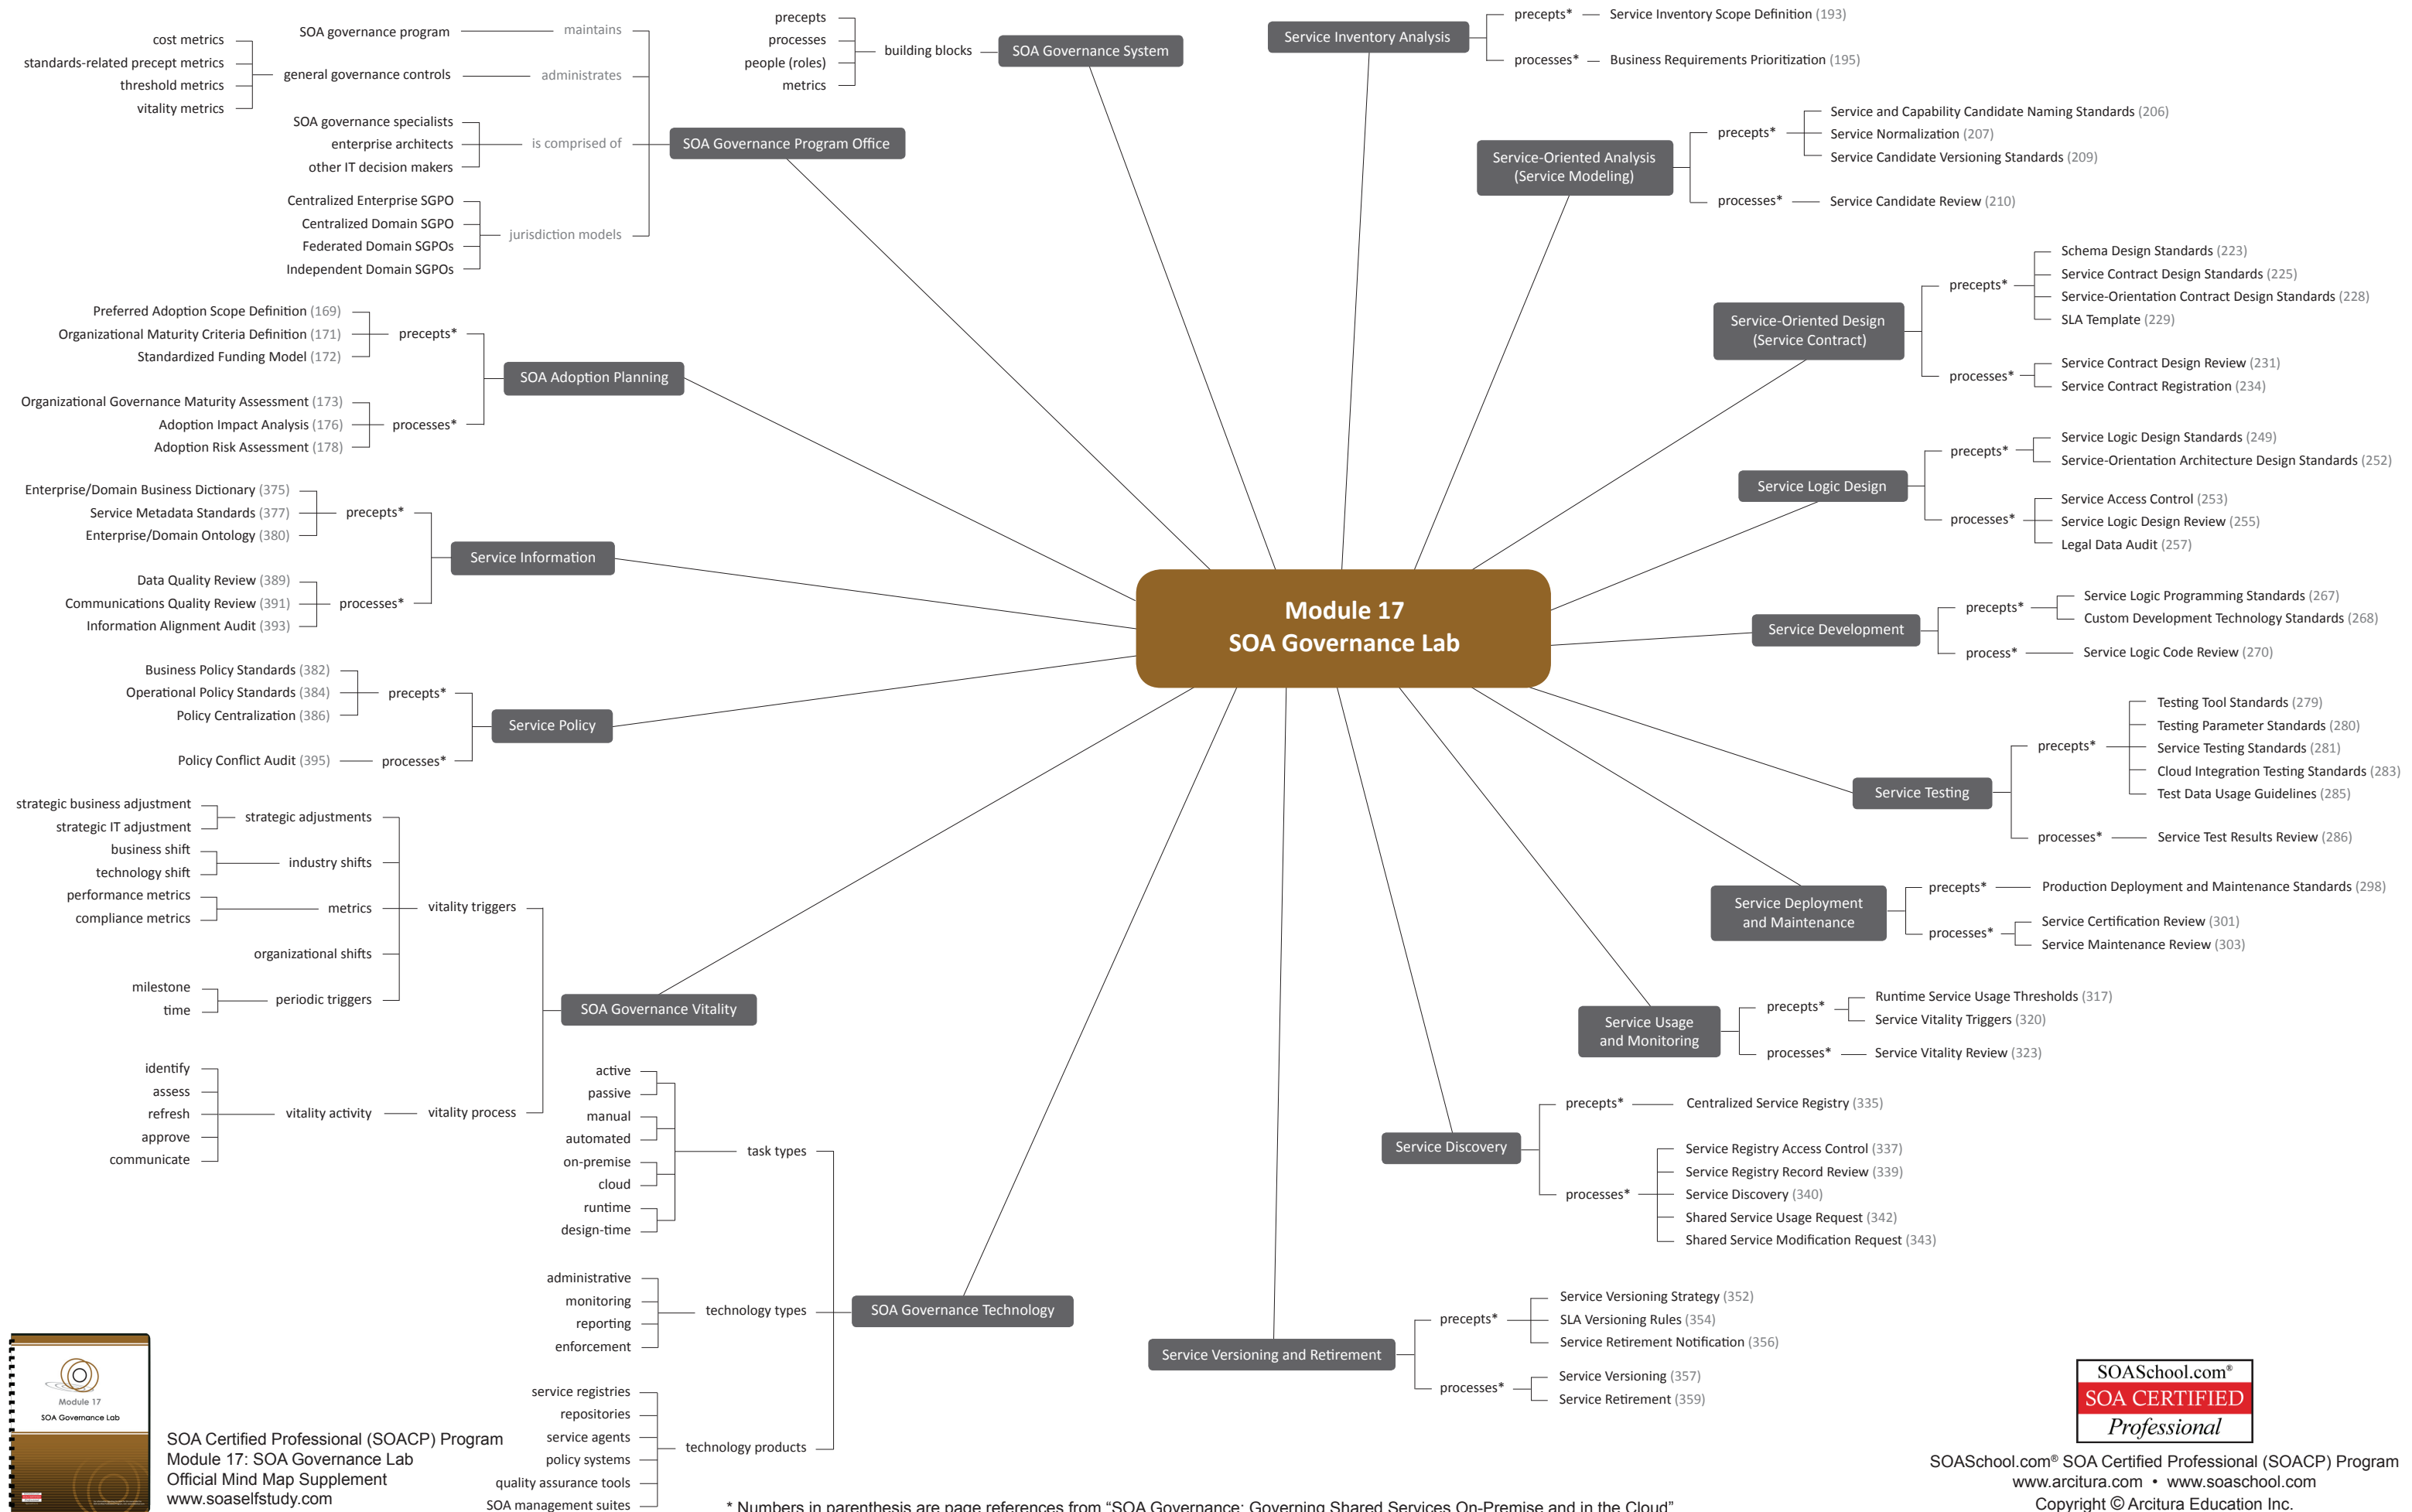 Module 17
SOA Governance Lab
SOA Governance System
building blocks
precepts
processes
people (roles)
metrics
SOA Governance Program Office
maintains
SOA governance program
administrates
general governance controls
cost metrics
standards-related precept metrics
threshold metrics
vitality metrics
is comprised of
SOA governance specialists
enterprise architects
other IT decision makers
jurisdiction models
Centralized Enterprise SGPO
Centralized Domain SGPO
Federated Domain SGPOs
Independent Domain SGPOs
SOA Adoption Planning
precepts*
Preferred Adoption Scope Definition (169)
Organizational Maturity Criteria Definition (171)
Standardized Funding Model (172)
processes*
Organizational Governance Maturity Assessment (173)
Adoption Impact Analysis (176)
Adoption Risk Assessment (178)
Service Information
precepts*
Enterprise/Domain Business Dictionary (375)
Service Metadata Standards (377)
Enterprise/Domain Ontology (380)
processes*
Data Quality Review (389)
Communications Quality Review (391)
Information Alignment Audit (393)
Service Policy
precepts*
Business Policy Standards (382)
Operational Policy Standards (384)
Policy Centralization (386)
processes*
Policy Conflict Audit (395)
SOA Governance Vitality
vitality triggers
strategic adjustments
strategic business adjustment
strategic IT adjustment
industry shifts
business shift
technology shift
metrics
performance metrics
compliance metrics
organizational shifts
periodic triggers
milestone
time
vitality process
vitality activity
identify
assess
refresh
approve
communicate
SOA Governance Technology
task types
active
passive
manual
automated
on-premise
cloud
runtime
design-time
technology types
administrative
monitoring
reporting
enforcement
technology products
service registries
repositories
service agents
policy systems
quality assurance tools
SOA management suites
Service Inventory Analysis
precepts*
Service Inventory Scope Definition (193)
processes*
Business Requirements Prioritization (195)
Service-Oriented Analysis
(Service Modeling)
precepts*
Service and Capability Candidate Naming Standards (206)
Service Normalization (207)
Service Candidate Versioning Standards (209)
processes*
Service Candidate Review (210)
Service-Oriented Design
(Service Contract)
precepts*
Schema Design Standards (223)
Service Contract Design Standards (225)
Service-Orientation Contract Design Standards (228)
SLA Template (229)
processes*
Service Contract Design Review (231)
Service Contract Registration (234)
Service Logic Design
precepts*
Service Logic Design Standards (249)
Service-Orientation Architecture Design Standards (252)
processes*
Service Access Control (253)
Service Logic Design Review (255)
Legal Data Audit (257)
Service Development
precepts*
Service Logic Programming Standards (267)
Custom Development Technology Standards (268)
process*
Service Logic Code Review (270)
Service Testing
precepts*
Testing Tool Standards (279)
Testing Parameter Standards (280)
Service Testing Standards (281)
Cloud Integration Testing Standards (283)
Test Data Usage Guidelines (285)
processes*
Service Test Results Review (286)
Service Deployment
and Maintenance
precepts*
Production Deployment and Maintenance Standards (298)
processes*
Service Certification Review (301)
Service Maintenance Review (303)
Service Usage
and Monitoring
precepts*
Runtime Service Usage Thresholds (317)
Service Vitality Triggers (320)
processes*
Service Vitality Review (323)
Service Discovery
precepts*
Centralized Service Registry (335)
processes*
Service Registry Access Control (337)
Service Registry Record Review (339)
Service Discovery (340)
Shared Service Usage Request (342)
Shared Service Modification Request (343)
Service Versioning and Retirement
precepts*
Service Versioning Strategy (352)
SLA Versioning Rules (354)
Service Retirement Notification (356)
processes*
Service Versioning (357)
Service Retirement (359)
Module 17
SOA Governance Lab
SOA Certified Professional (SOACP) Program
Module 17: SOA Governance Lab
Official Mind Map Supplement
www.soaselfstudy.com
* Numbers in parenthesis are page references from “SOA Governance: Governing Shared Services On-Premise and in the Cloud”
SOASchool.com®
SOA CERTIFIED
Professional
SOASchool.com® SOA Certified Professional (SOACP) Program
www.arcitura.com • www.soaschool.com
Copyright © Arcitura Education Inc.